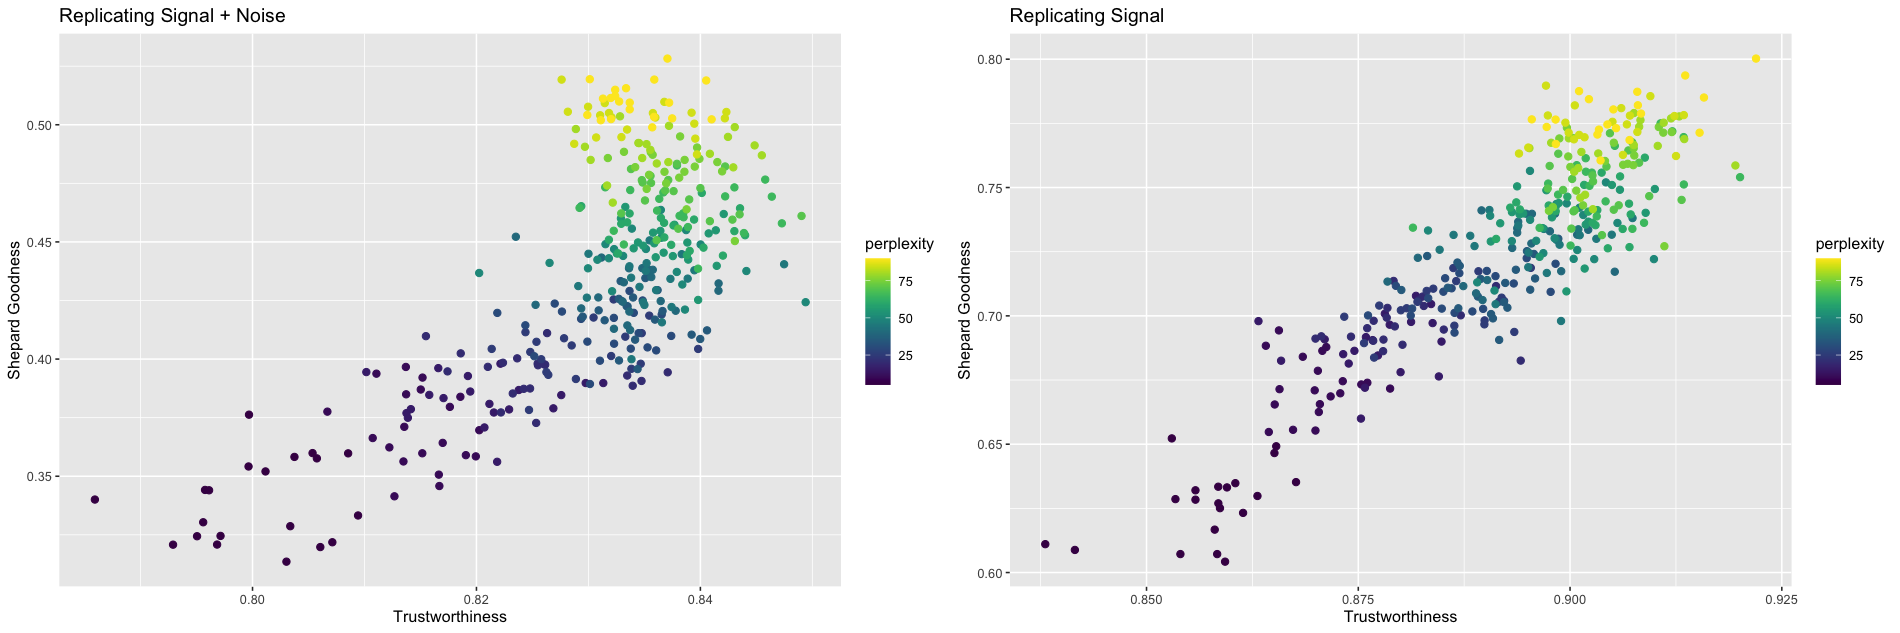 Replicating Signal + Noise
Shepard Goodness
0.50
0.45
0.40
0.35
0.80
0.82
0.84
Trustworthiness
perplexity
75
50
25
Replicating Signal
Shepard Goodness
0.80
0.75
0.70
0.65
0.60
0.850
0.875
0.900
0.925
Trustworthiness
perplexity
75
50
25